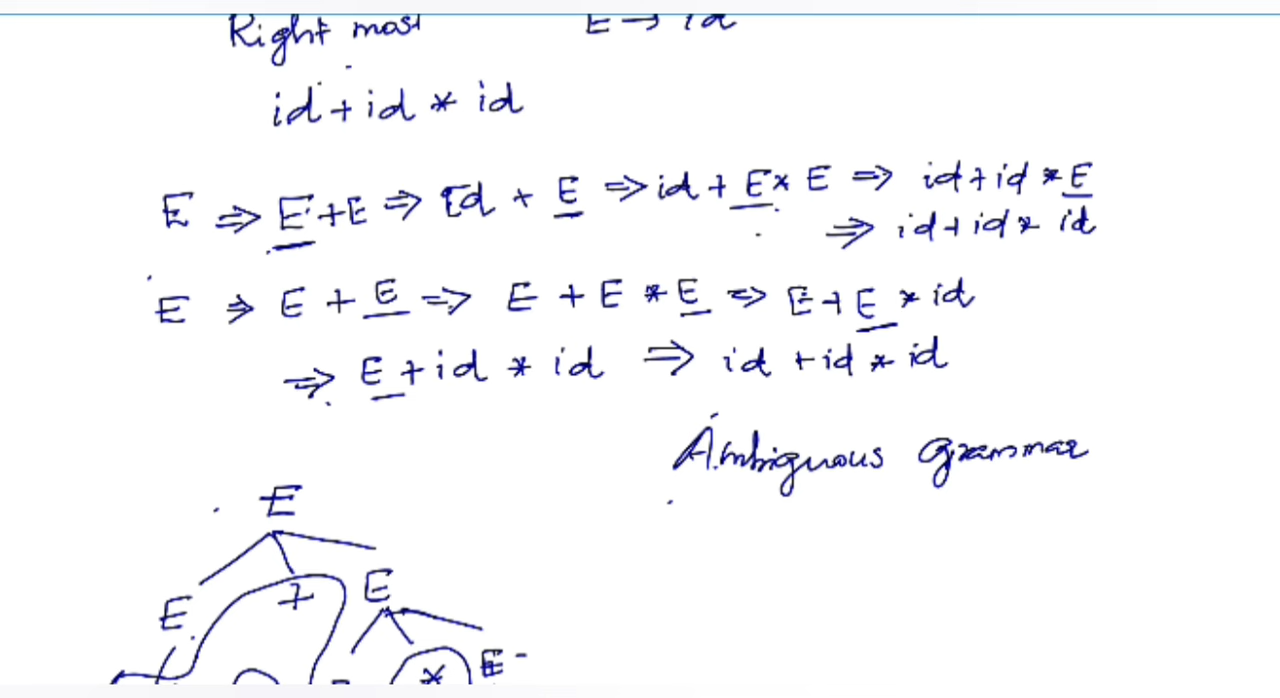 Right most E → id
id + id * id
E ⇒ E + E ⇒ id + E ⇒ id + E * E ⇒ id + id * E
⇒ id + id * id
E ⇒ E + E ⇒ E + E * E ⇒ E + E * id
⇒ E + id * id ⇒ id + id * id
Ambiguous grammar
E
E + E
* E